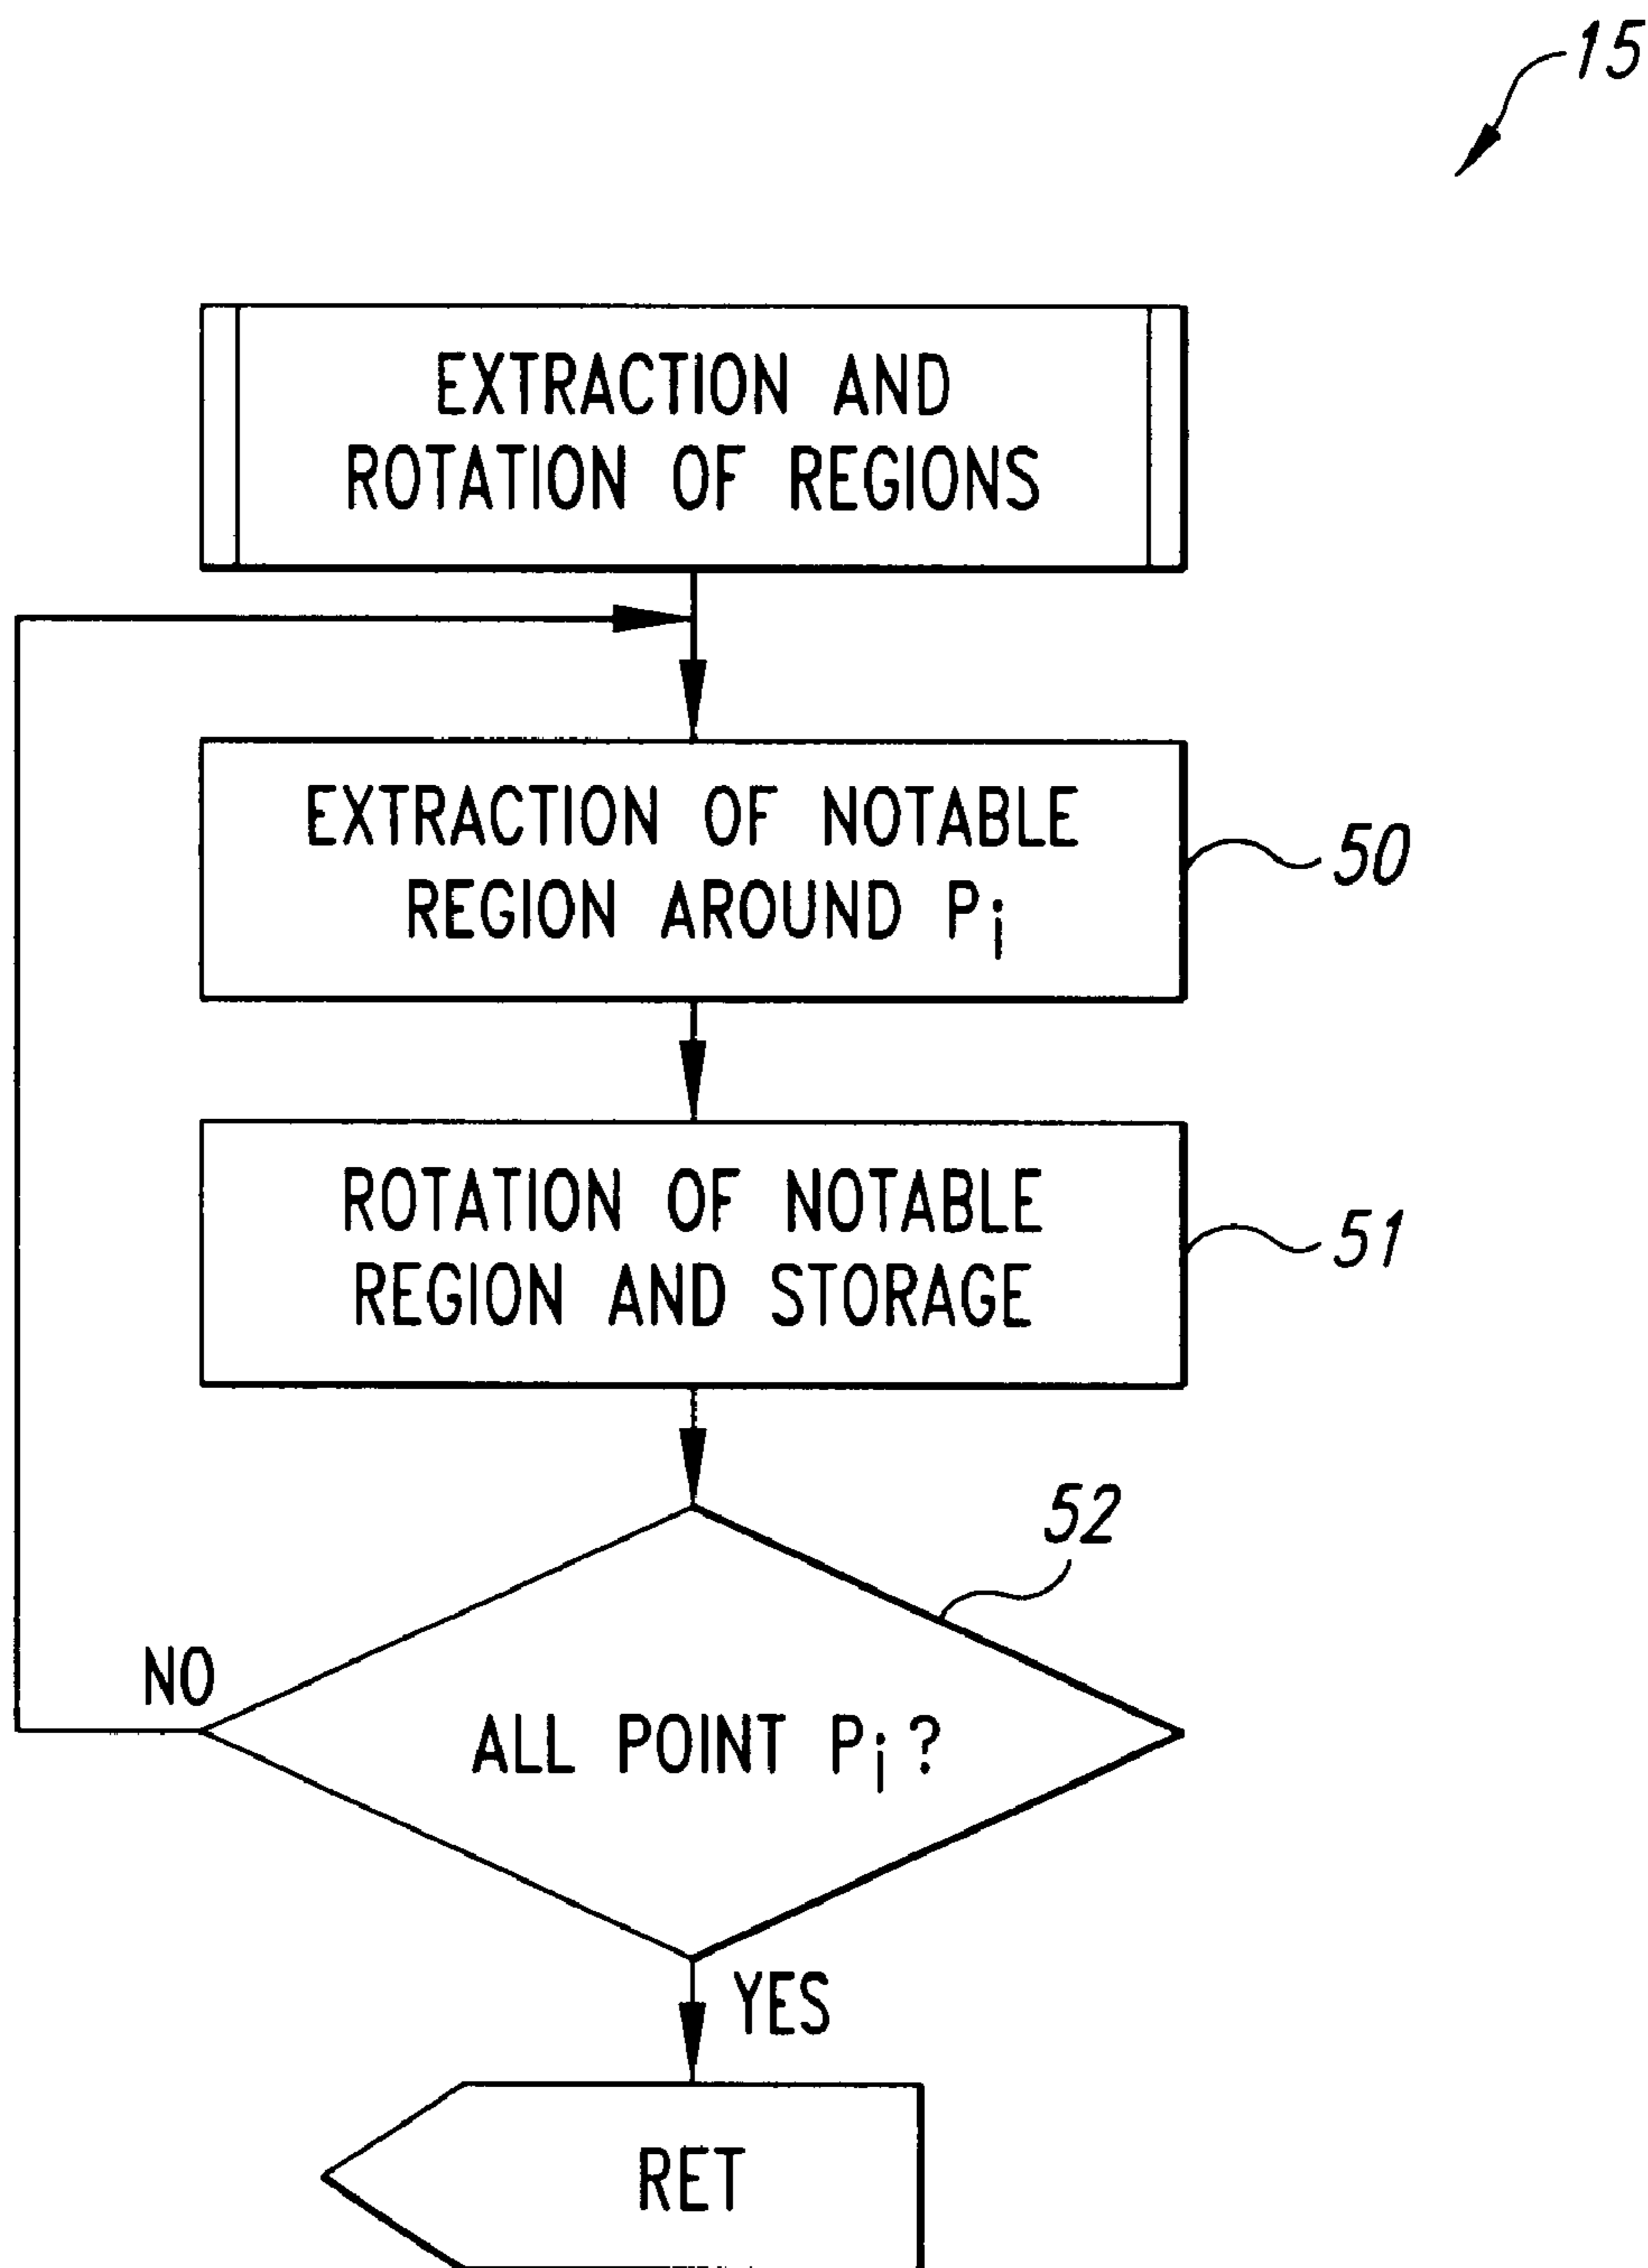 15
EXTRACTION AND
ROTATION OF REGIONS
EXTRACTION OF NOTABLE
REGION AROUND Pi
50
ROTATION OF NOTABLE
REGION AND STORAGE
51
52
NO
ALL POINT Pi?
YES
RET